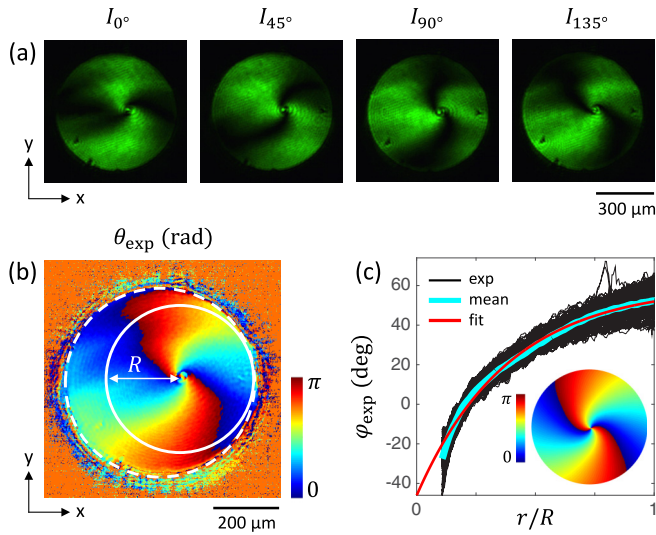 I0° I45° I90° I135°
(a)
y
x
300 μm
θexp (rad)
(b)
R
π
0
y
x
200 μm
(c)
exp
mean
fit
φexp (deg)
60
40
20
0
-20
-40
π
0
0
1
r/R